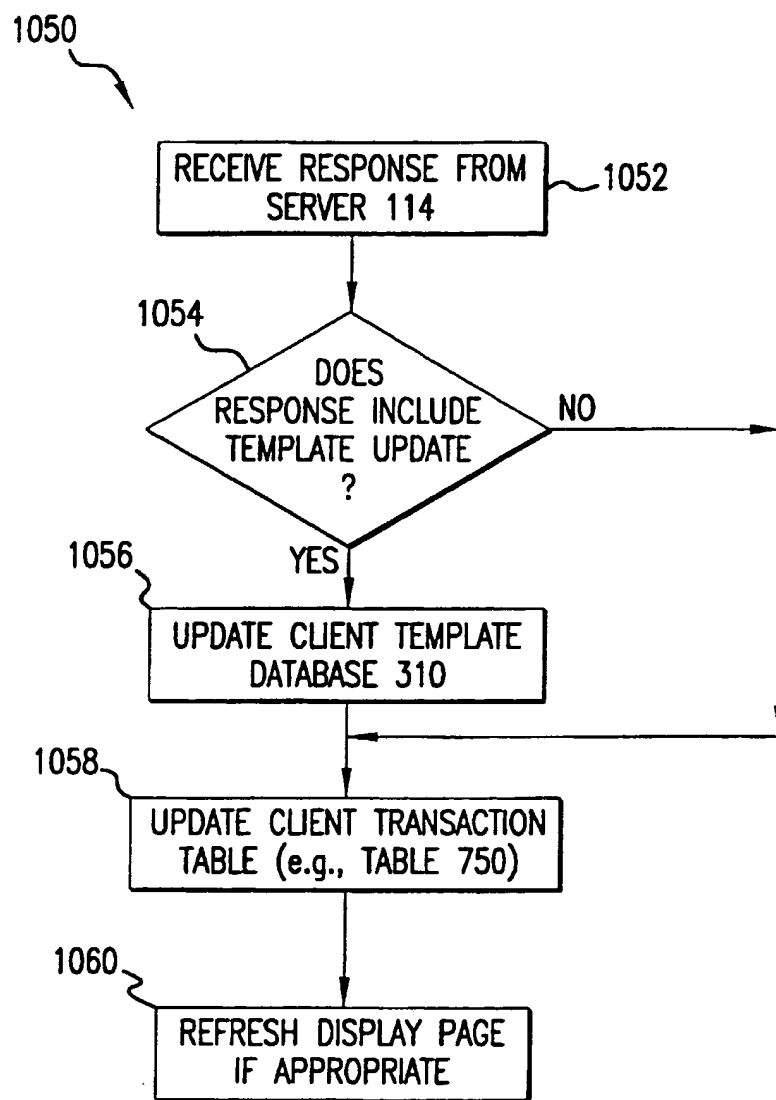 1050
RECEIVE RESPONSE FROM
SERVER 114
1052
1054
DOES
RESPONSE INCLUDE
TEMPLATE UPDATE
?
NO
YES
1056
UPDATE CLIENT TEMPLATE
DATABASE 310
1058
UPDATE CLIENT TRANSACTION
TABLE (e.g., TABLE 750)
1060
REFRESH DISPLAY PAGE
IF APPROPRIATE